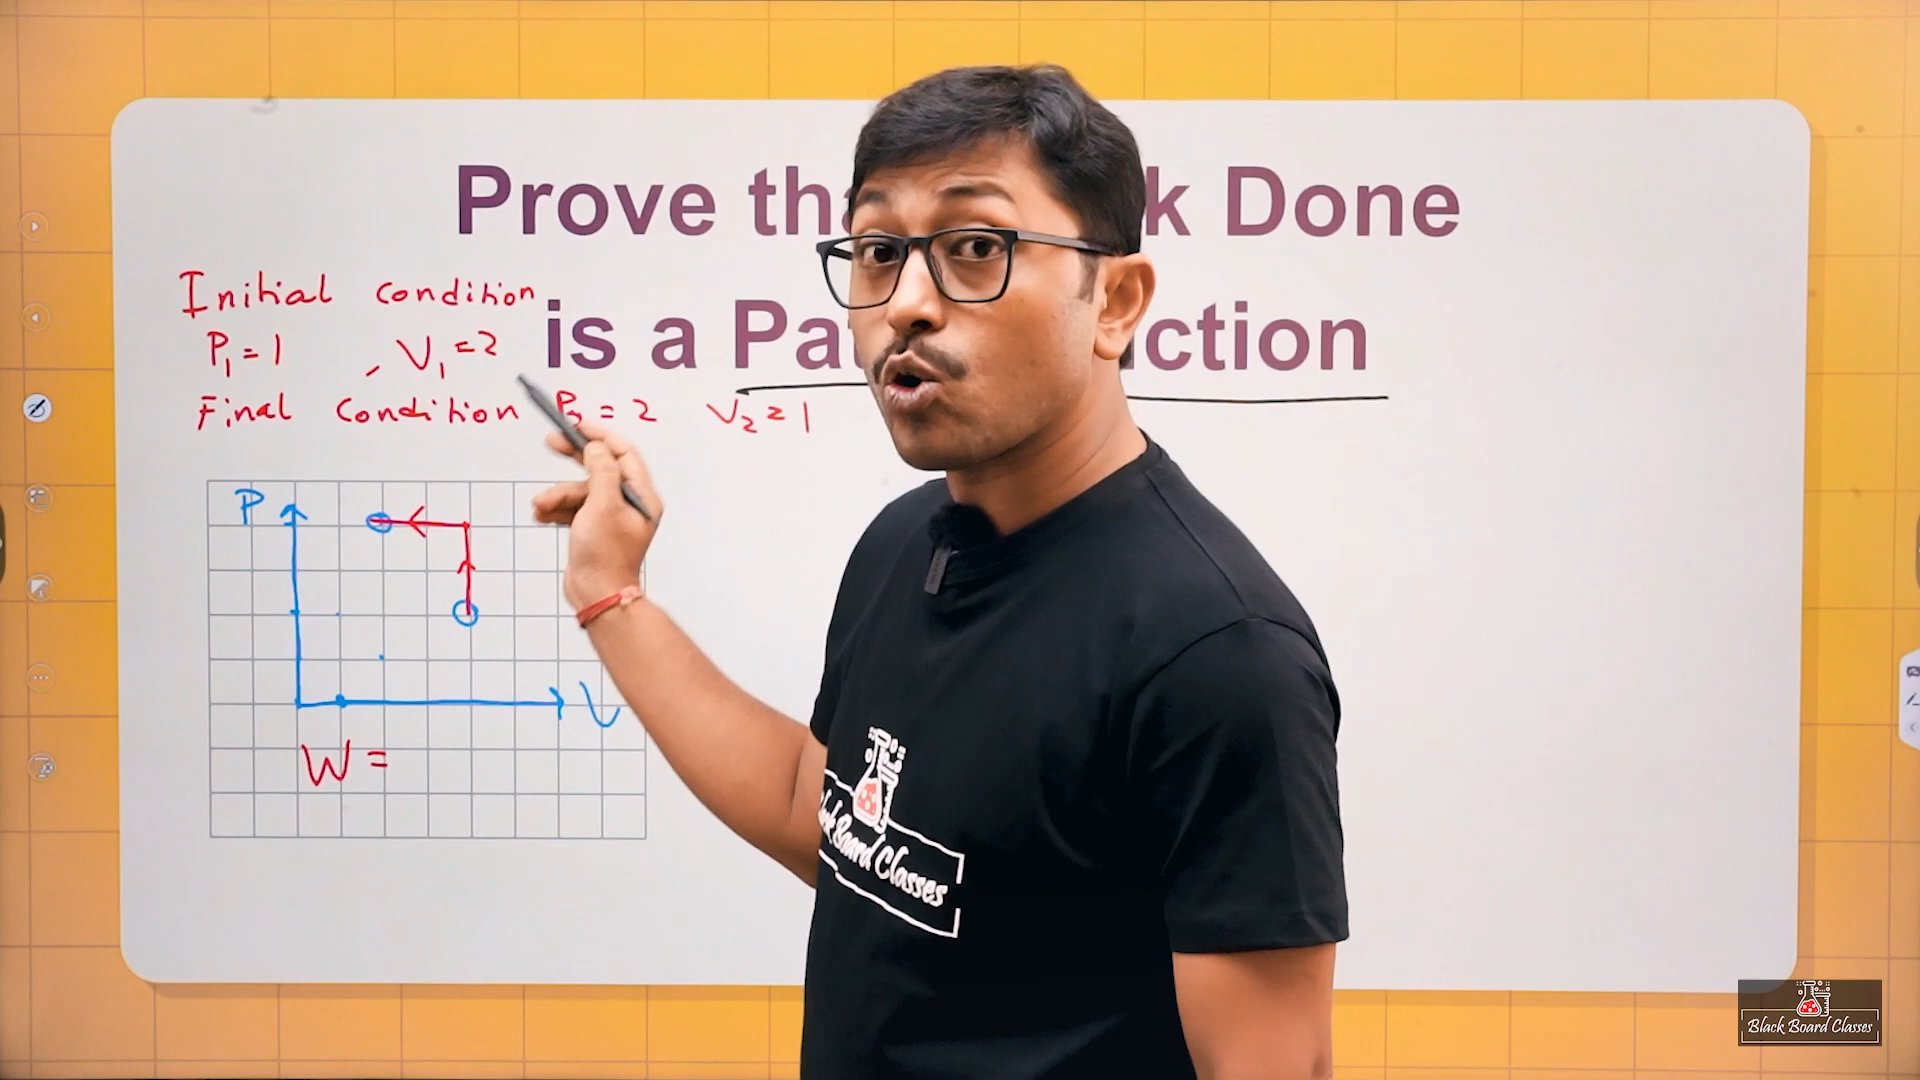 Prove tha k Done
is a Pa ction
Initial condition
P₁ = 1 , V₁ = 2
Final Condition P₂ = 2 V₂ = 1
P
V
W =
Black Board Classes
Black Board Classes